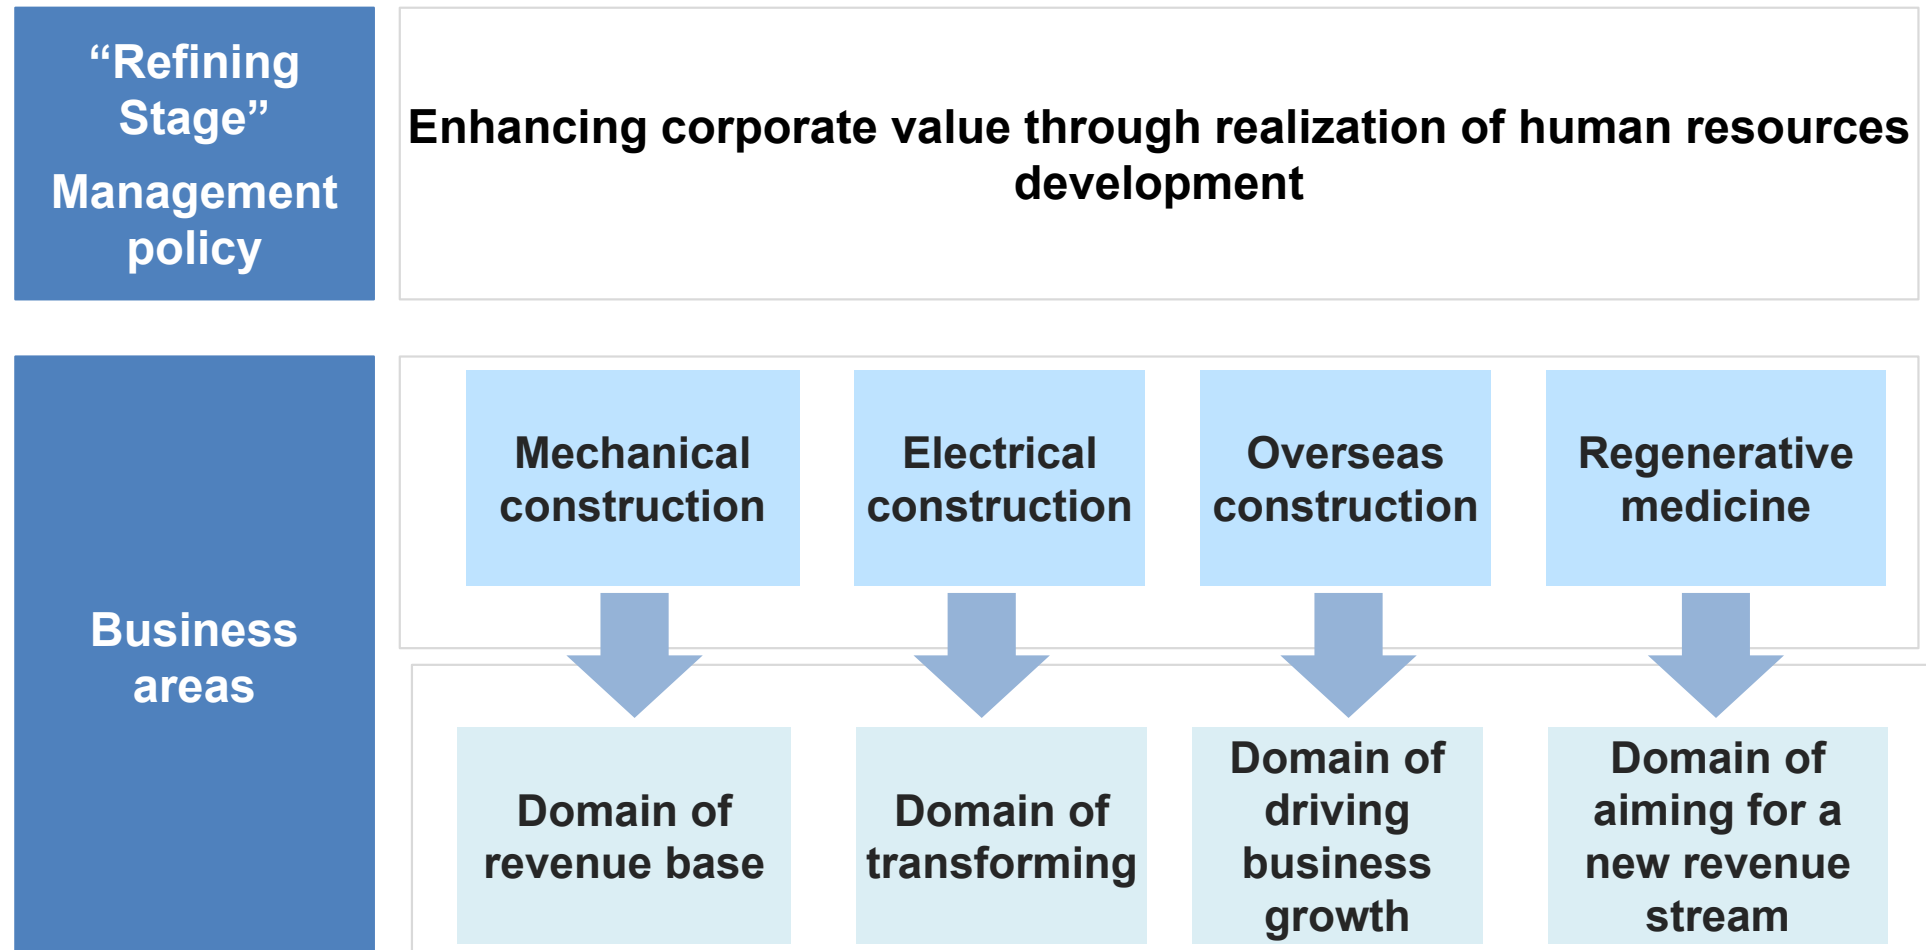 “Refining
Stage”
Management
policy
Enhancing corporate value through realization of human resources
development
Business
areas
Mechanical
construction
Electrical
construction
Overseas
construction
Regenerative
medicine
Domain of
revenue base
Domain of
transforming
Domain of
driving
business
growth
Domain of
aiming for a
new revenue
stream